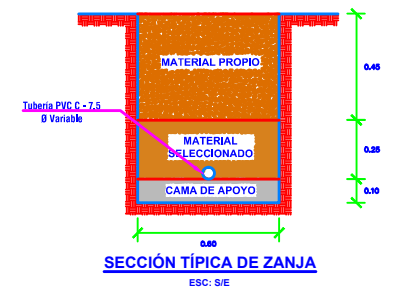 MATERIAL PROPIO
0.45
Tubería PVC C - 7.5
Ø Variable
MATERIAL
SELECCIONADO
0.25
CAMA DE APOYO
0.10
0.60
SECCIÓN TÍPICA DE ZANJA
ESC: S/E